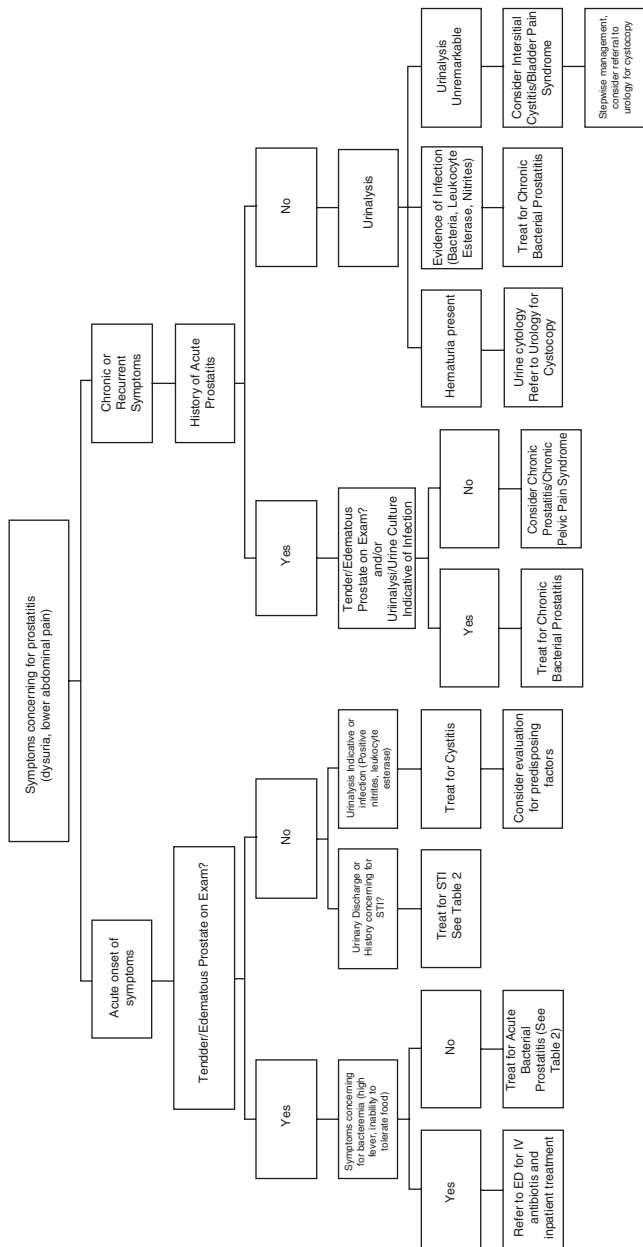 Symptoms concerning for prostatitis
(dysuria, lower abdominal pain)
Acute onset of
symptoms
Tendder/Edematous Prostate on Exam?
Yes
Symptoms concerning
for bacteremia (high
fever, inability to
tolerate food)
Yes
Refer to ED for IV
antibiotis and
inpatient treatment
No
Treat for Acute
Bacterial
Prostatitis (See
Table 2)
No
Urinary Discharge or
History concerning for
STI?
Treat for STI
See Table 2
Urinalysis Indicative or
infection (Positive
nitrites, leukocyte
esterase)
Treat for Cystitis
Consider evaluation
for predisposing
factors
Chronic or
Recurrent
Symptoms
History of Acute
Prostatits
Yes
Tender/Edematous
Prostate on Exam?
and/or
Uriinalysi/Urine Culture
Indicative of Infection
Yes
Treat for Chronic
Bacterial Prostatitis
No
Consider Chronic
Prostatitis/Chronic
Pelvic Pain Syndrome
No
Urinalysis
Hematuria present
Urine cytology
Refer to Urology for
Cystocopy
Evidence of Infection
(Bacteria, Leukocyte
Esterase, Nitrites)
Treat for Chronic
Bacterial Prostatitis
Urinalysis
Unremarkable
Consider Intersitial
Cystitis/Bladder Pain
Syndrome
Stepwise management,
consider referral to
urology for cystocopy